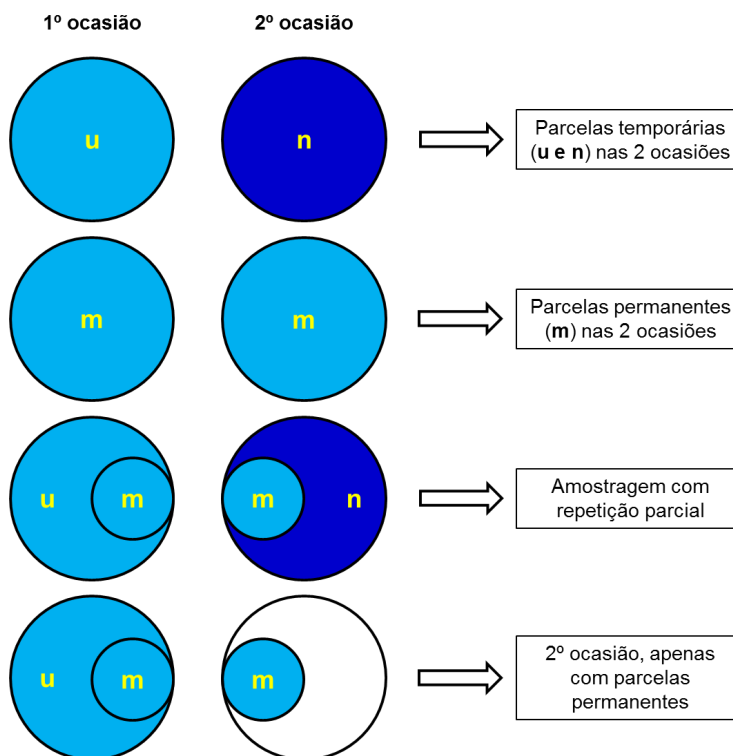 1º ocasião
2º ocasião
u
n
Parcelas temporárias
(u e n) nas 2 ocasiões
m
m
Parcelas permanentes
(m) nas 2 ocasiões
u
m
m
n
Amostragem com
repetição parcial
u
m
m
2º ocasião, apenas
com parcelas
permanentes